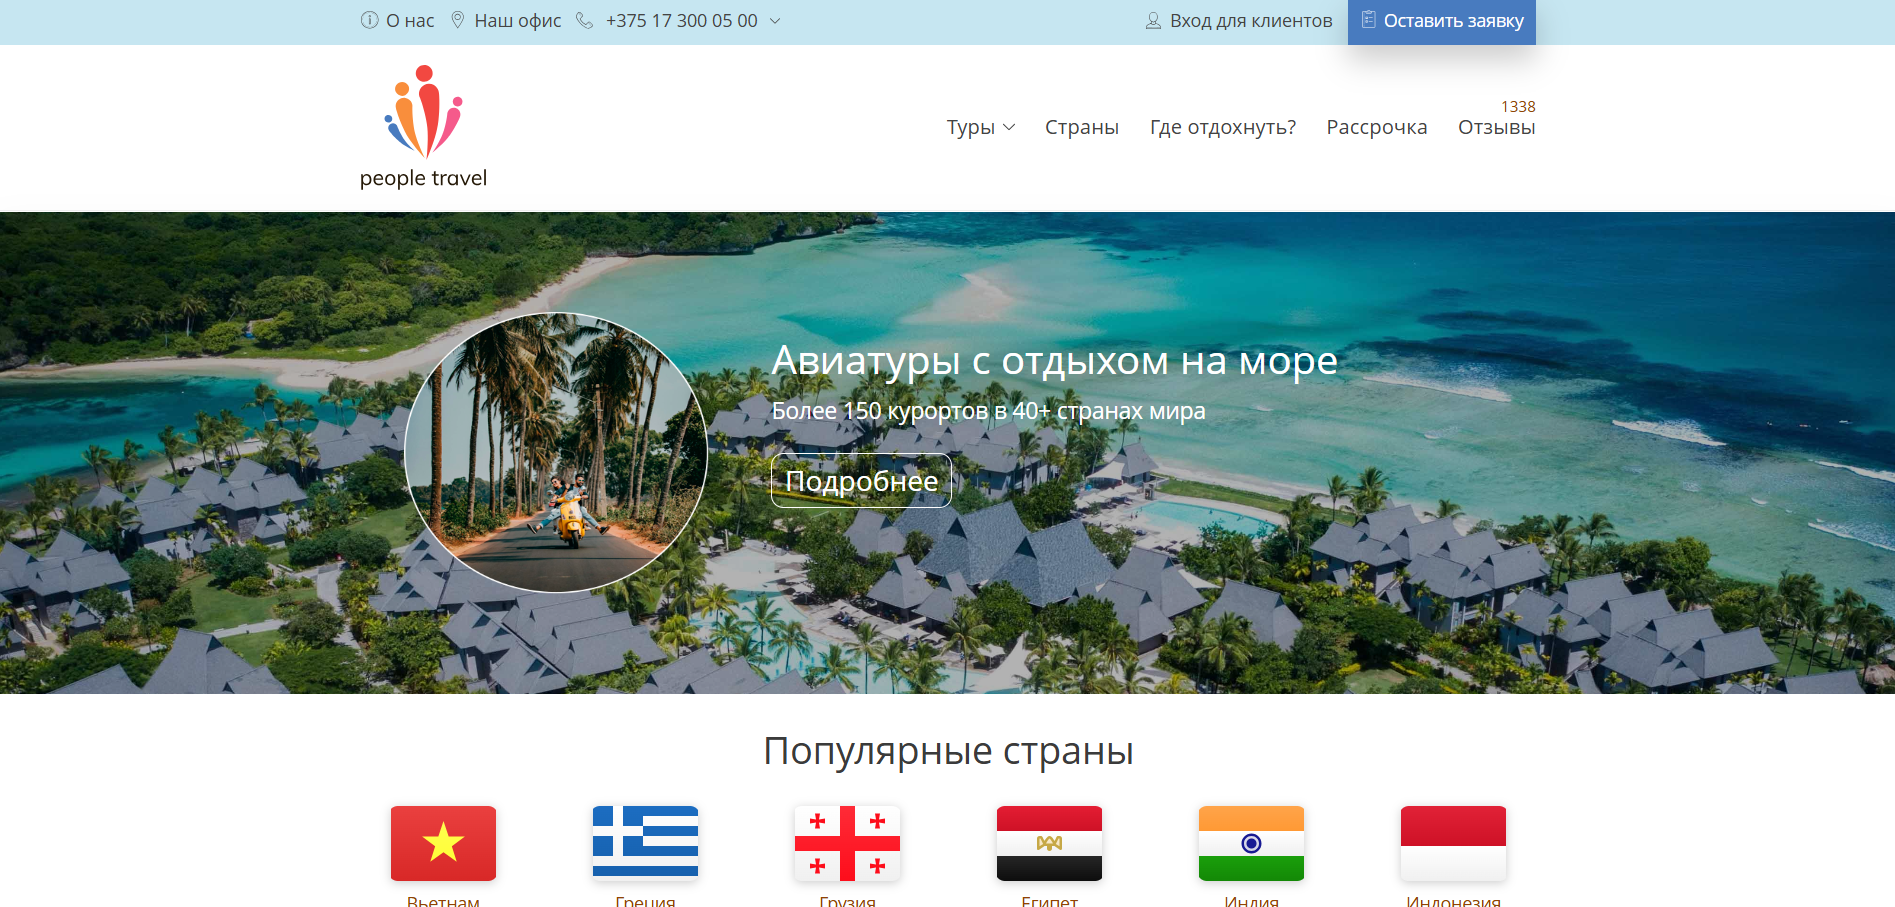 О нас Наш офис +375 17 300 05 00 Вход для клиентов Оставить заявку
people travel
1338
Туры Страны Где отдохнуть? Рассрочка Отзывы
Авиатуры с отдыхом на море
Более 150 курортов в 40+ странах мира
Подробнее
Популярные страны
Вьетнам Греция Грузия Египет Индия Индонезия